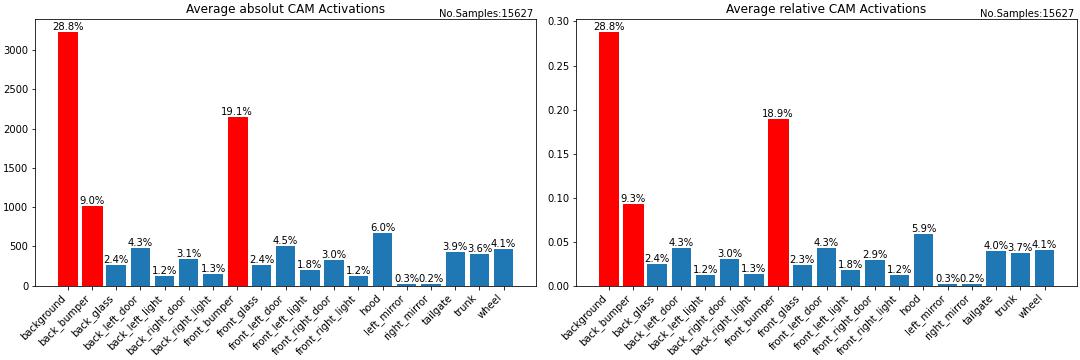 Average absolut CAM Activations
No.Samples:15627
3000
2500
2000
1500
1000
500
0
28.8%
9.0%
2.4%
4.3%
1.2%
3.1%
1.3%
19.1%
2.4%
4.5%
1.8%
3.0%
1.2%
6.0%
0.3%
0.2%
3.9%
3.6%
4.1%
background
back_bumper
back_glass
back_left_door
back_left_light
back_right_door
back_right_light
front_bumper
front_glass
front_left_door
front_left_light
front_right_door
front_right_light
hood
left_mirror
right_mirror
tailgate
trunk
wheel
Average relative CAM Activations
No.Samples:15627
0.30
0.25
0.20
0.15
0.10
0.05
0.00
28.8%
9.3%
2.4%
4.3%
1.2%
3.0%
1.3%
18.9%
2.3%
4.3%
1.8%
2.9%
1.2%
5.9%
0.3%
0.2%
4.0%
3.7%
4.1%
background
back_bumper
back_glass
back_left_door
back_left_light
back_right_door
back_right_light
front_bumper
front_glass
front_left_door
front_left_light
front_right_door
front_right_light
hood
left_mirror
right_mirror
tailgate
trunk
wheel